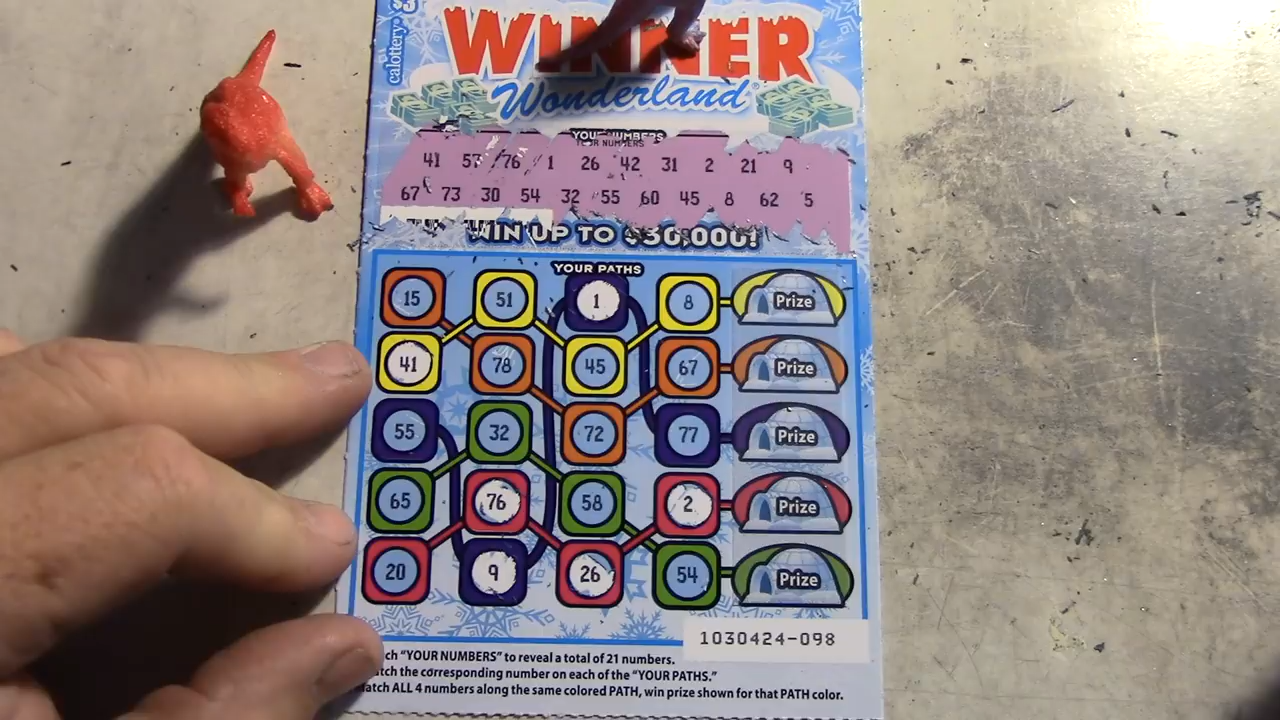 $3
calottery
WINNER
Wonderland
YOUR NUMBERS
YOUR NUMBERS
41 57 76 1 26 42 31 2 21 9
67 73 30 54 32 55 60 45 8 62 5
WIN UP TO $30,000!
YOUR PATHS
15 51 1 8 Prize
41 78 45 67 Prize
55 32 72 77 Prize
65 76 58 2 Prize
20 9 26 54 Prize
1030424-098
ch "YOUR NUMBERS" to reveal a total of 21 numbers.
atch the corresponding number on each of the "YOUR PATHS."
atch ALL 4 numbers along the same colored PATH, win prize shown for that PATH color.